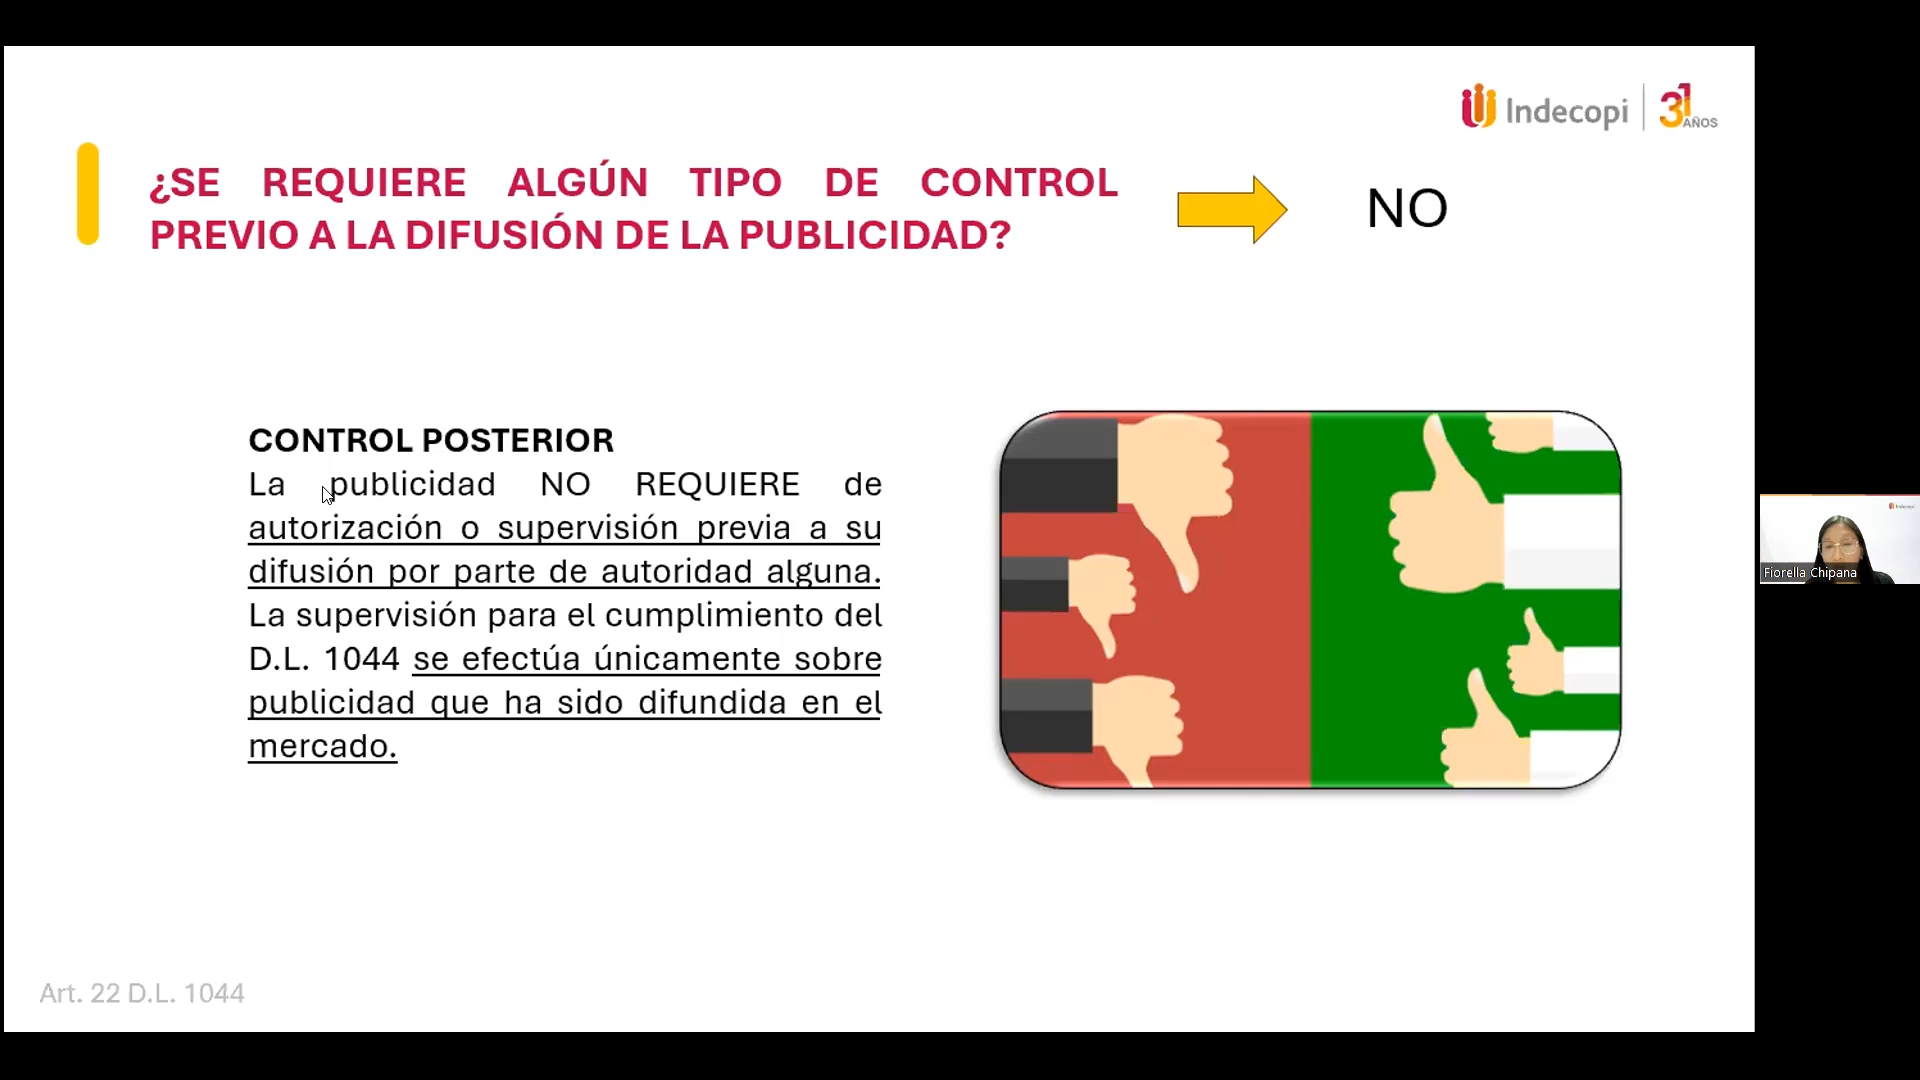 Indecopi
31 AÑOS
¿SE REQUIERE ALGÚN TIPO DE CONTROL
PREVIO A LA DIFUSIÓN DE LA PUBLICIDAD?
NO
CONTROL POSTERIOR
La publicidad NO REQUIERE de
autorización o supervisión previa a su
difusión por parte de autoridad alguna.
La supervisión para el cumplimiento del
D.L. 1044 se efectúa únicamente sobre
publicidad que ha sido difundida en el
mercado.
Indecopi
Fiorella Chipana
Art. 22 D.L. 1044